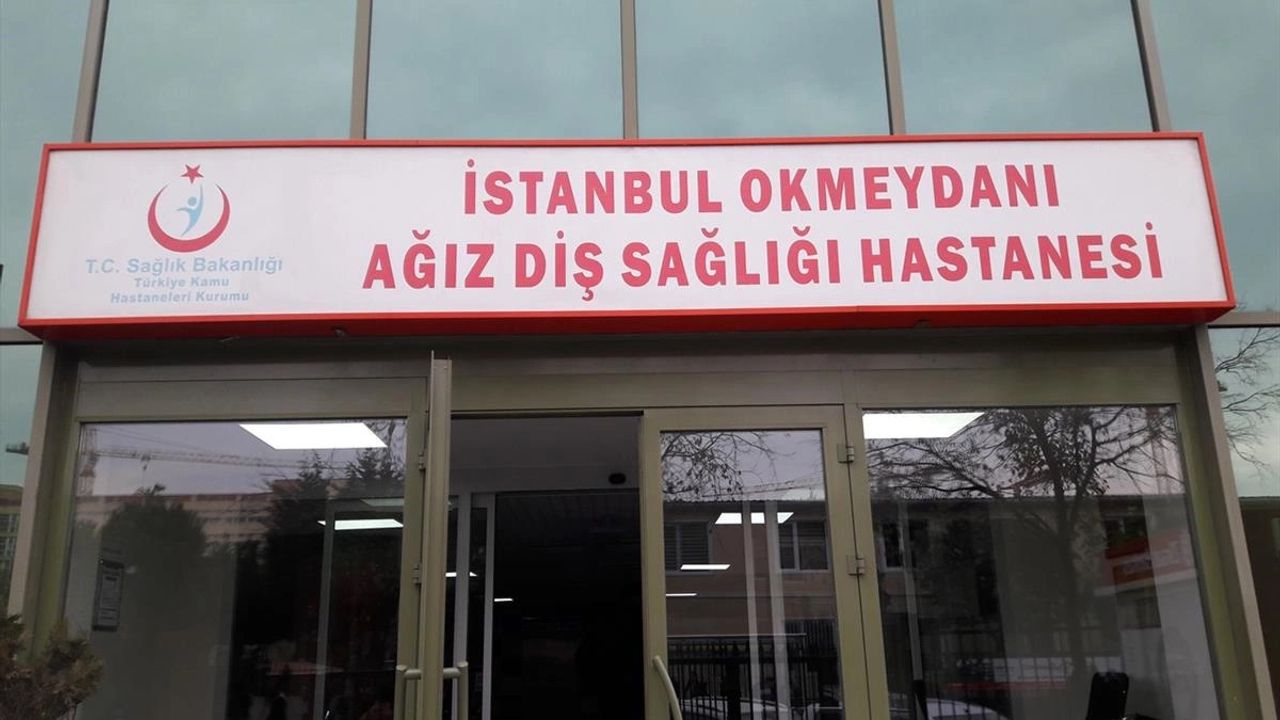 T.C. Sağlık Bakanlığı
Türkiye Kamu
Hastaneleri Kurumu
İSTANBUL OKMEYDANI
AĞIZ DİŞ SAĞLIĞI HASTANESİ